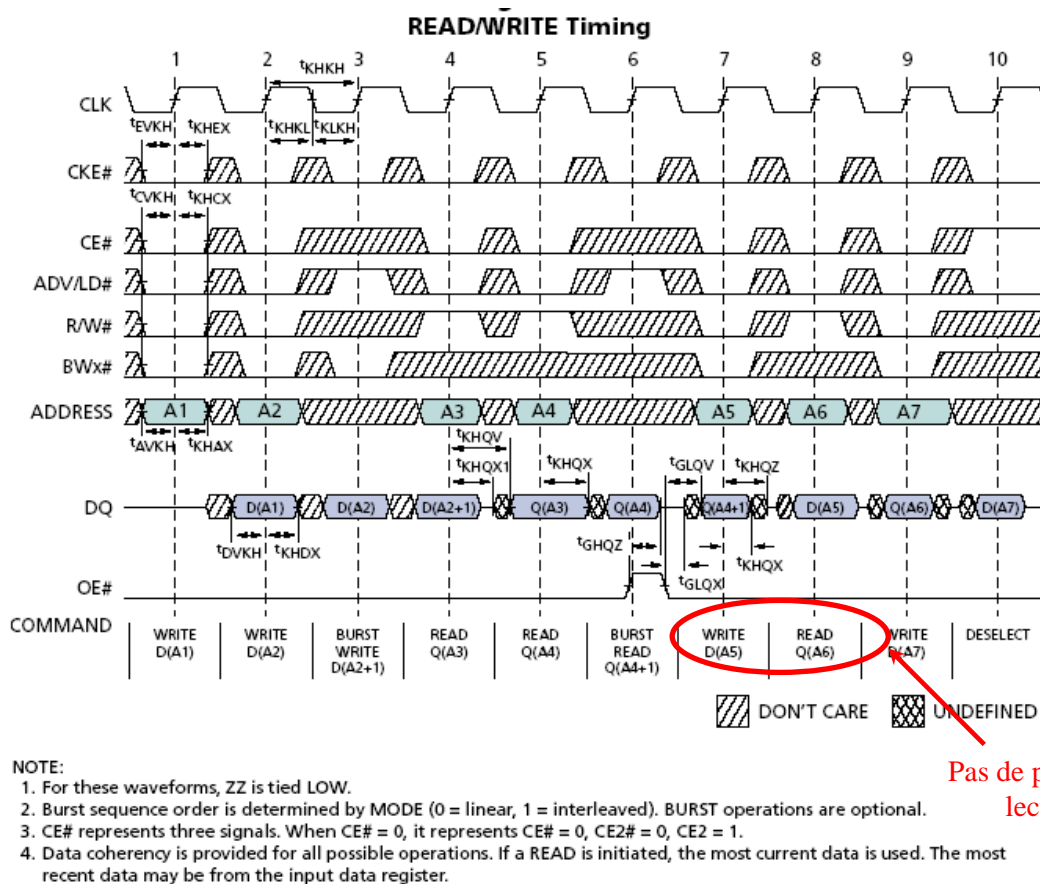 READ/WRITE Timing
1 2 3 4 5 6 7 8 9 10
tKHKH
CLK
tEVKH tKHEX tKHKL tKLKH
CKE#
tCVKH tKHCX
CE#
ADV/LD#
R/W#
BWx#
ADDRESS A1 A2 A3 A4 A5 A6 A7
tAVKH tKHAX tKHQV
tKHQX1 tKHQX tGLQV tKHQZ
DQ D(A1) D(A2) D(A2+1) Q(A3) Q(A4) Q(A4+1) D(A5) Q(A6) D(A7)
tDVKH tKHDX tGHQZ tKHQX
tGLQX
OE#
COMMAND
WRITE WRITE BURST READ READ BURST WRITE READ WRITE DESELECT
D(A1) D(A2) WRITE Q(A3) Q(A4) READ D(A5) Q(A6) D(A7)
D(A2+1) Q(A4+1)
DON'T CARE UNDEFINED
Pas de
lec
NOTE:
1. For these waveforms, ZZ is tied LOW.
2. Burst sequence order is determined by MODE (0 = linear, 1 = interleaved). BURST operations are optional.
3. CE# represents three signals. When CE# = 0, it represents CE# = 0, CE2# = 0, CE2 = 1.
4. Data coherency is provided for all possible operations. If a READ is initiated, the most current data is used. The most
recent data may be from the input data register.